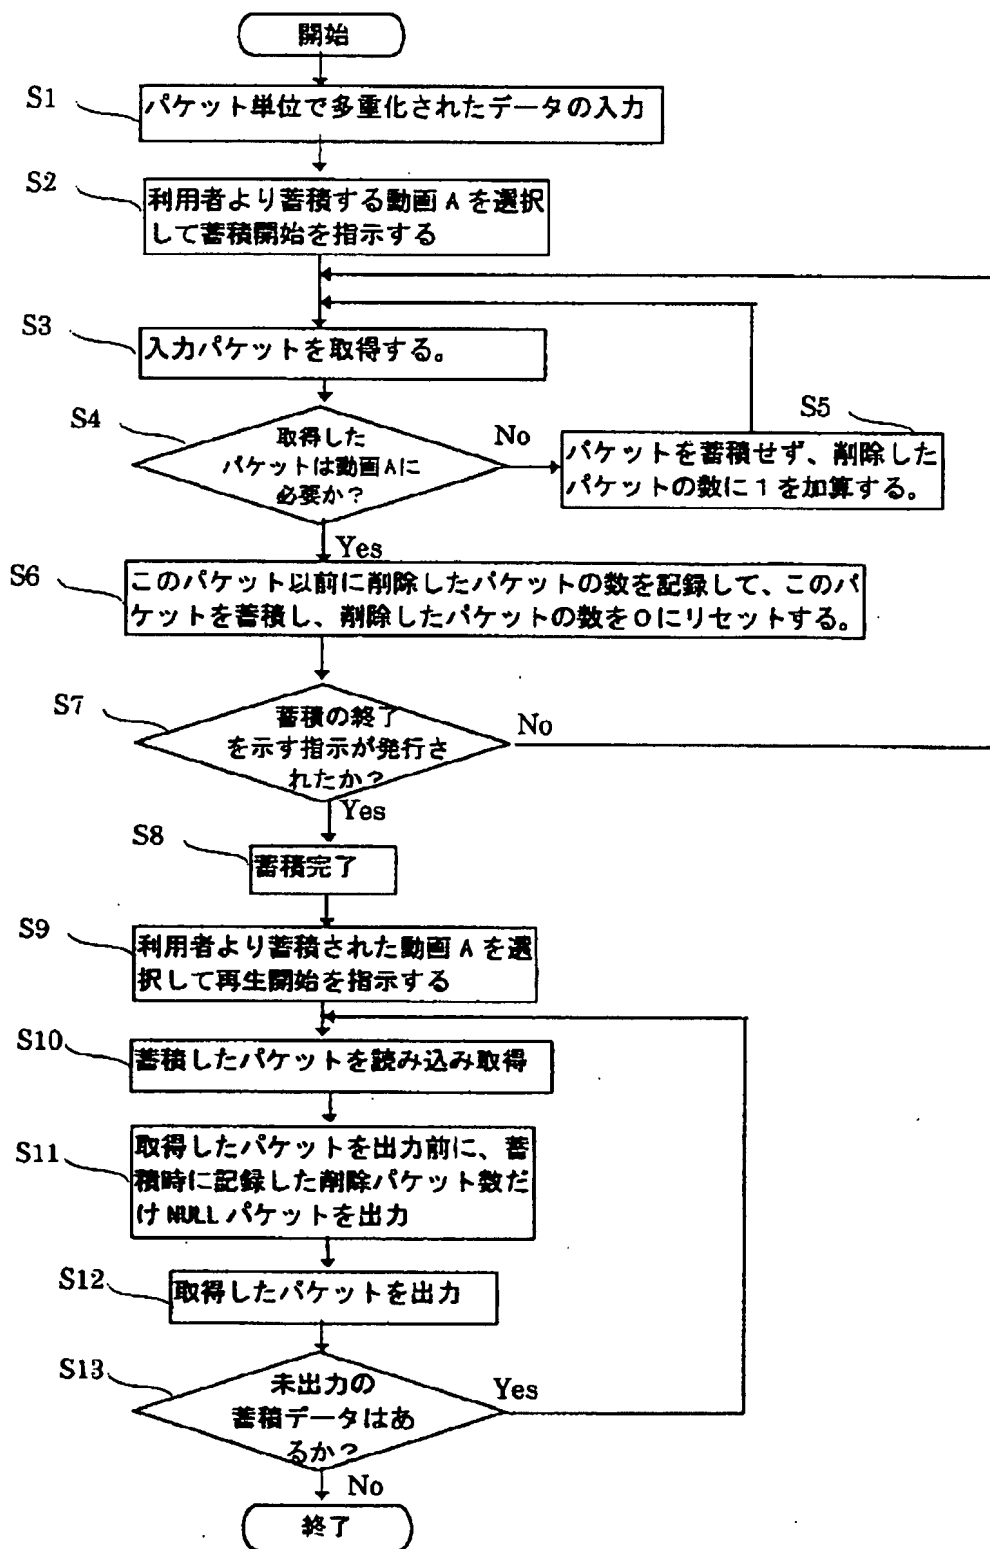 開始
S1
パケット単位で多重化されたデータの入力
S2
利用者より蓄積する動画 A を選択
して蓄積開始を指示する
S3
入力パケットを取得する。
S4
取得した
パケットは動画Aに
必要か?
No
S5
パケットを蓄積せず、削除した
パケットの数に1を加算する。
Yes
S6
このパケット以前に削除したパケットの数を記録して、このパ
ケットを蓄積し、削除したパケットの数を0にリセットする。
S7
蓄積の終了
を示す指示が発行さ
れたか?
No
Yes
S8
蓄積完了
S9
利用者より蓄積された動画 A を選
択して再生開始を指示する
S10
蓄積したパケットを読み込み取得
S11
取得したパケットを出力前に、蓄
積時に記録した削除パケット数だ
け NULL パケットを出力
S12
取得したパケットを出力
S13
未出力の
蓄積データはあ
るか?
Yes
No
終了